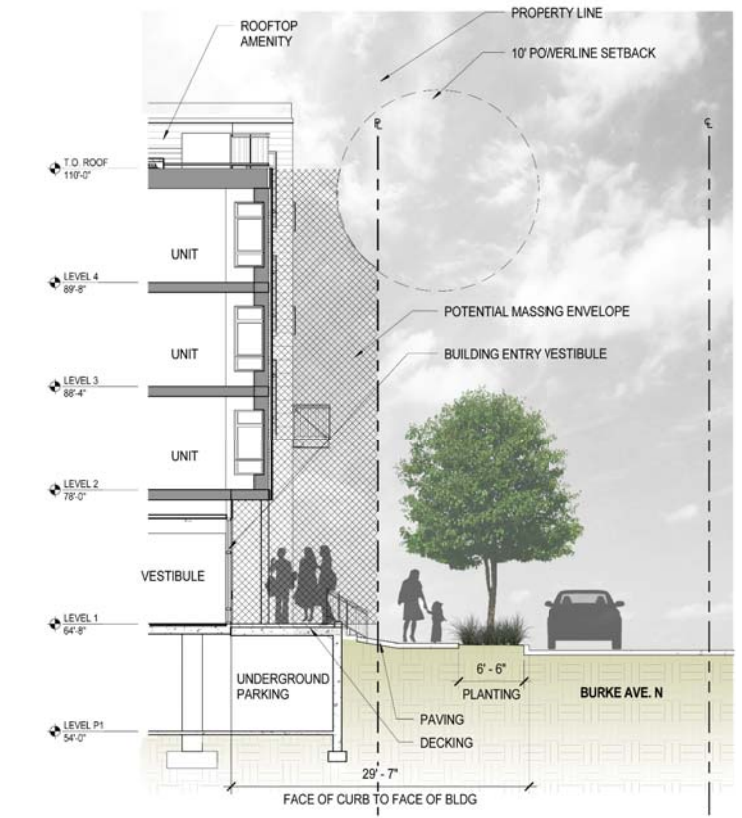 PROPERTY LINE
ROOFTOP
AMENITY
10' POWERLINE SETBACK
PL
CL
T.O. ROOF
110'-0"
UNIT
LEVEL 4
89'-8"
POTENTIAL MASSING ENVELOPE
UNIT
BUILDING ENTRY VESTIBULE
LEVEL 3
88'-4"
UNIT
LEVEL 2
78'-0"
VESTIBULE
LEVEL 1
64'-8"
UNDERGROUND
PARKING
6' - 6"
PLANTING
BURKE AVE. N
PAVING
LEVEL P1
54'-0"
DECKING
29' - 7"
FACE OF CURB TO FACE OF BLDG